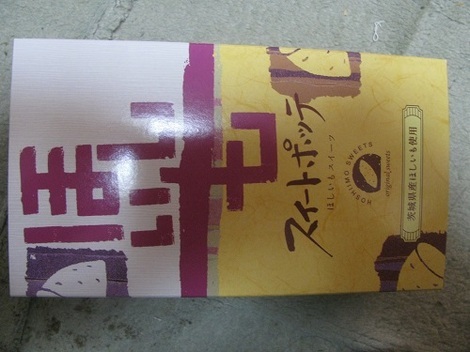 ほしいも
スィートポッテ
ほしいもスイーツ
HOSHIIMO SWEETS
original sweets
茨城県産ほしいも使用